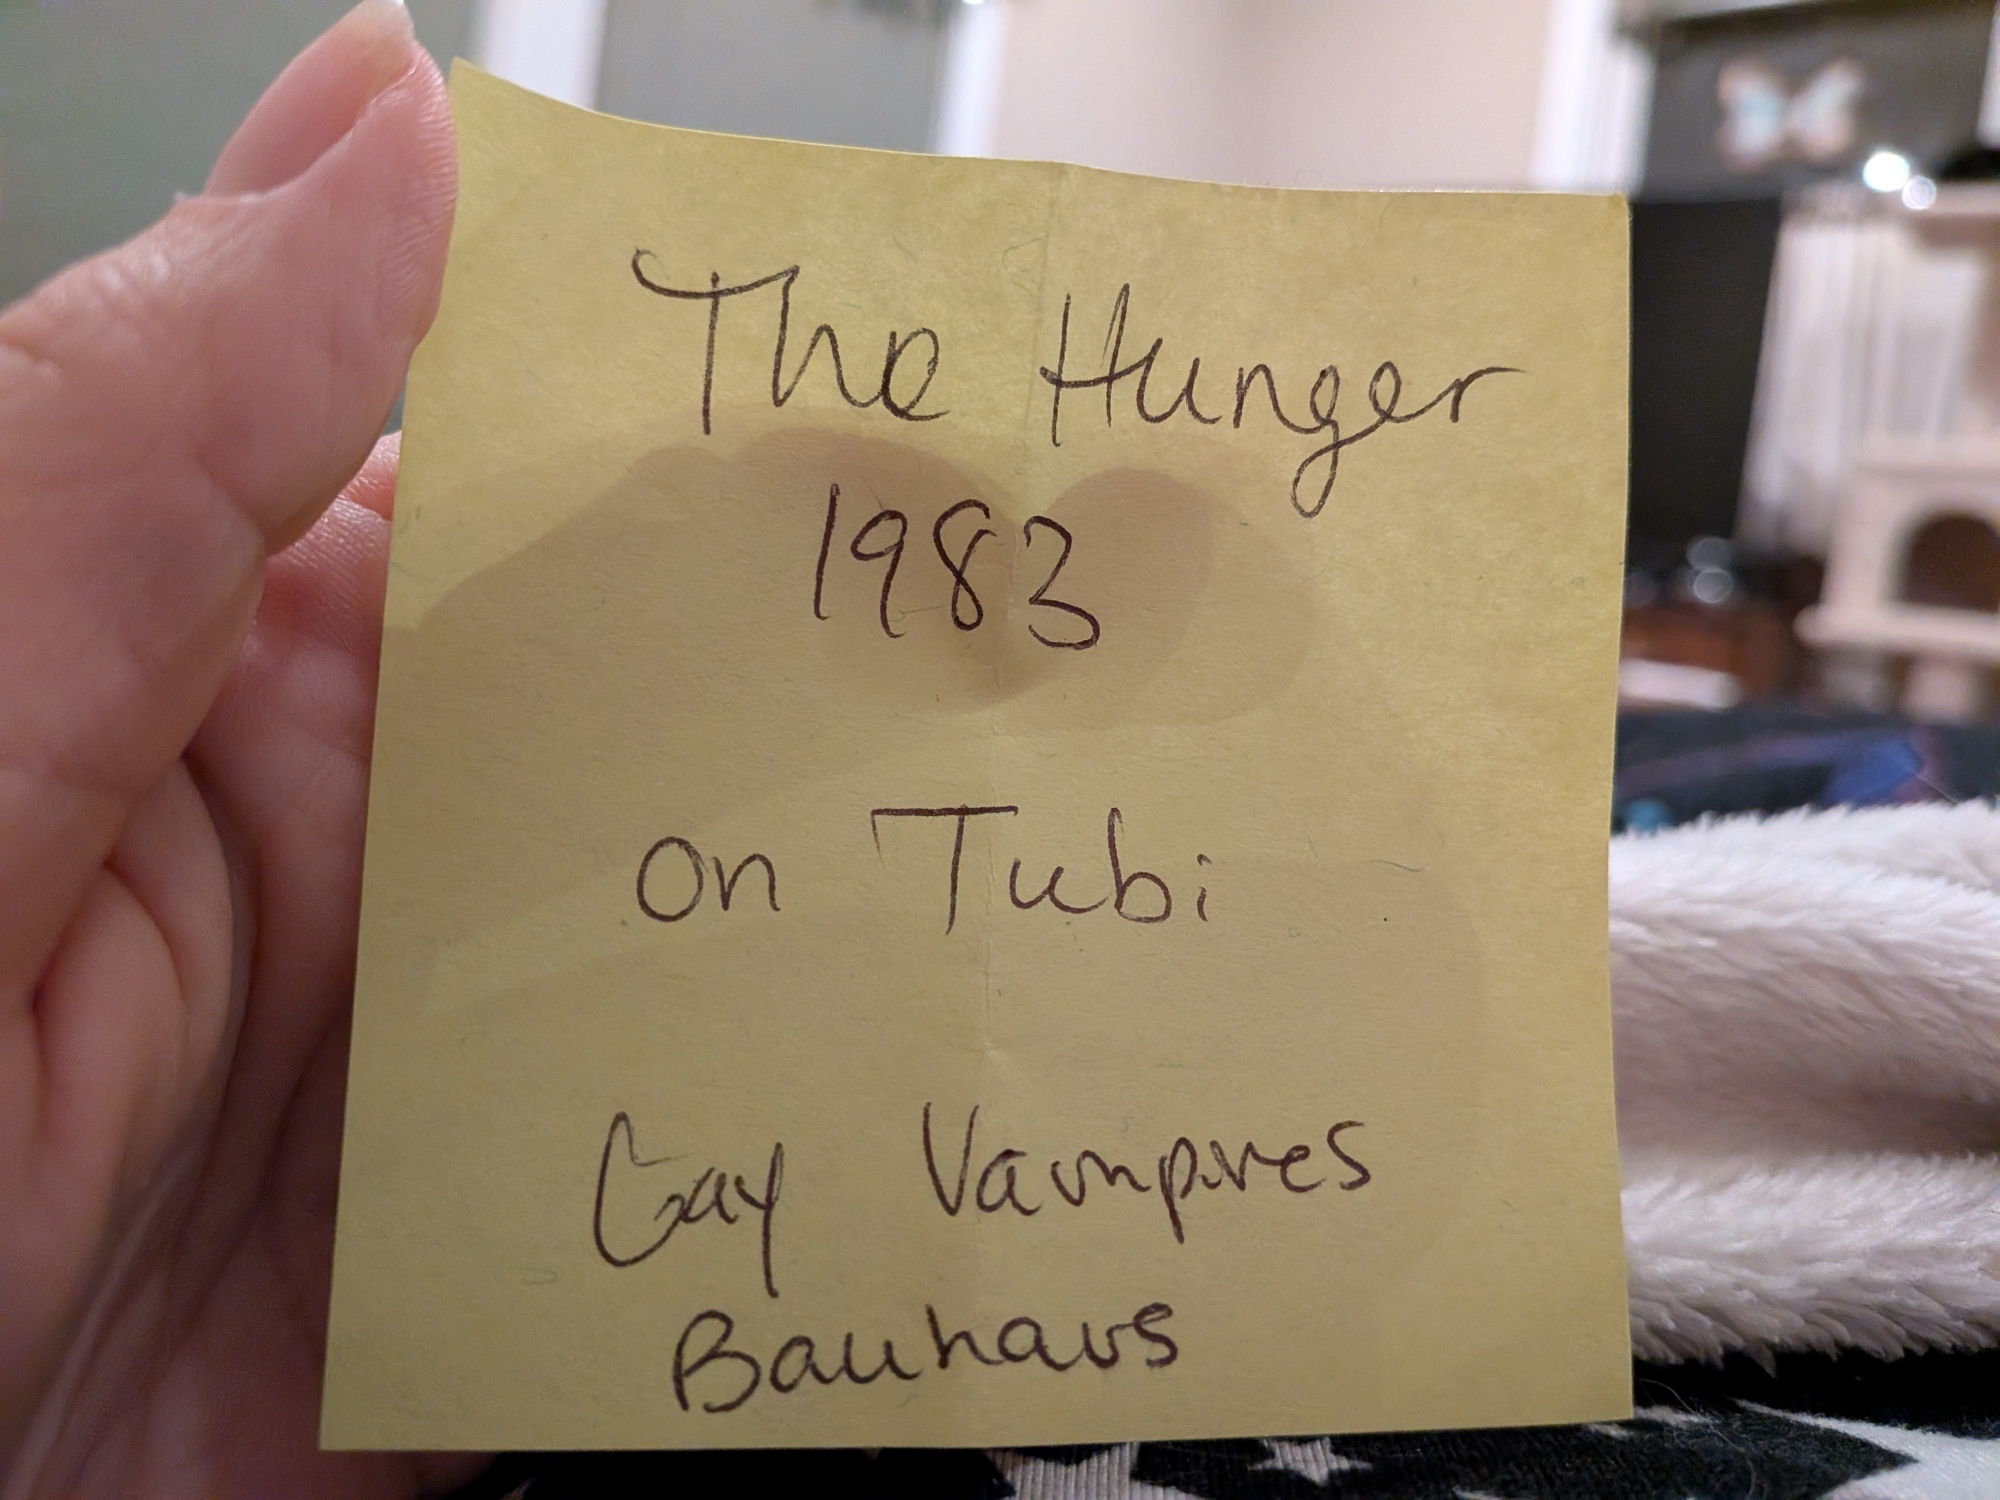 The Hunger
1983
on Tubi
Gay Vampires
Bauhaus